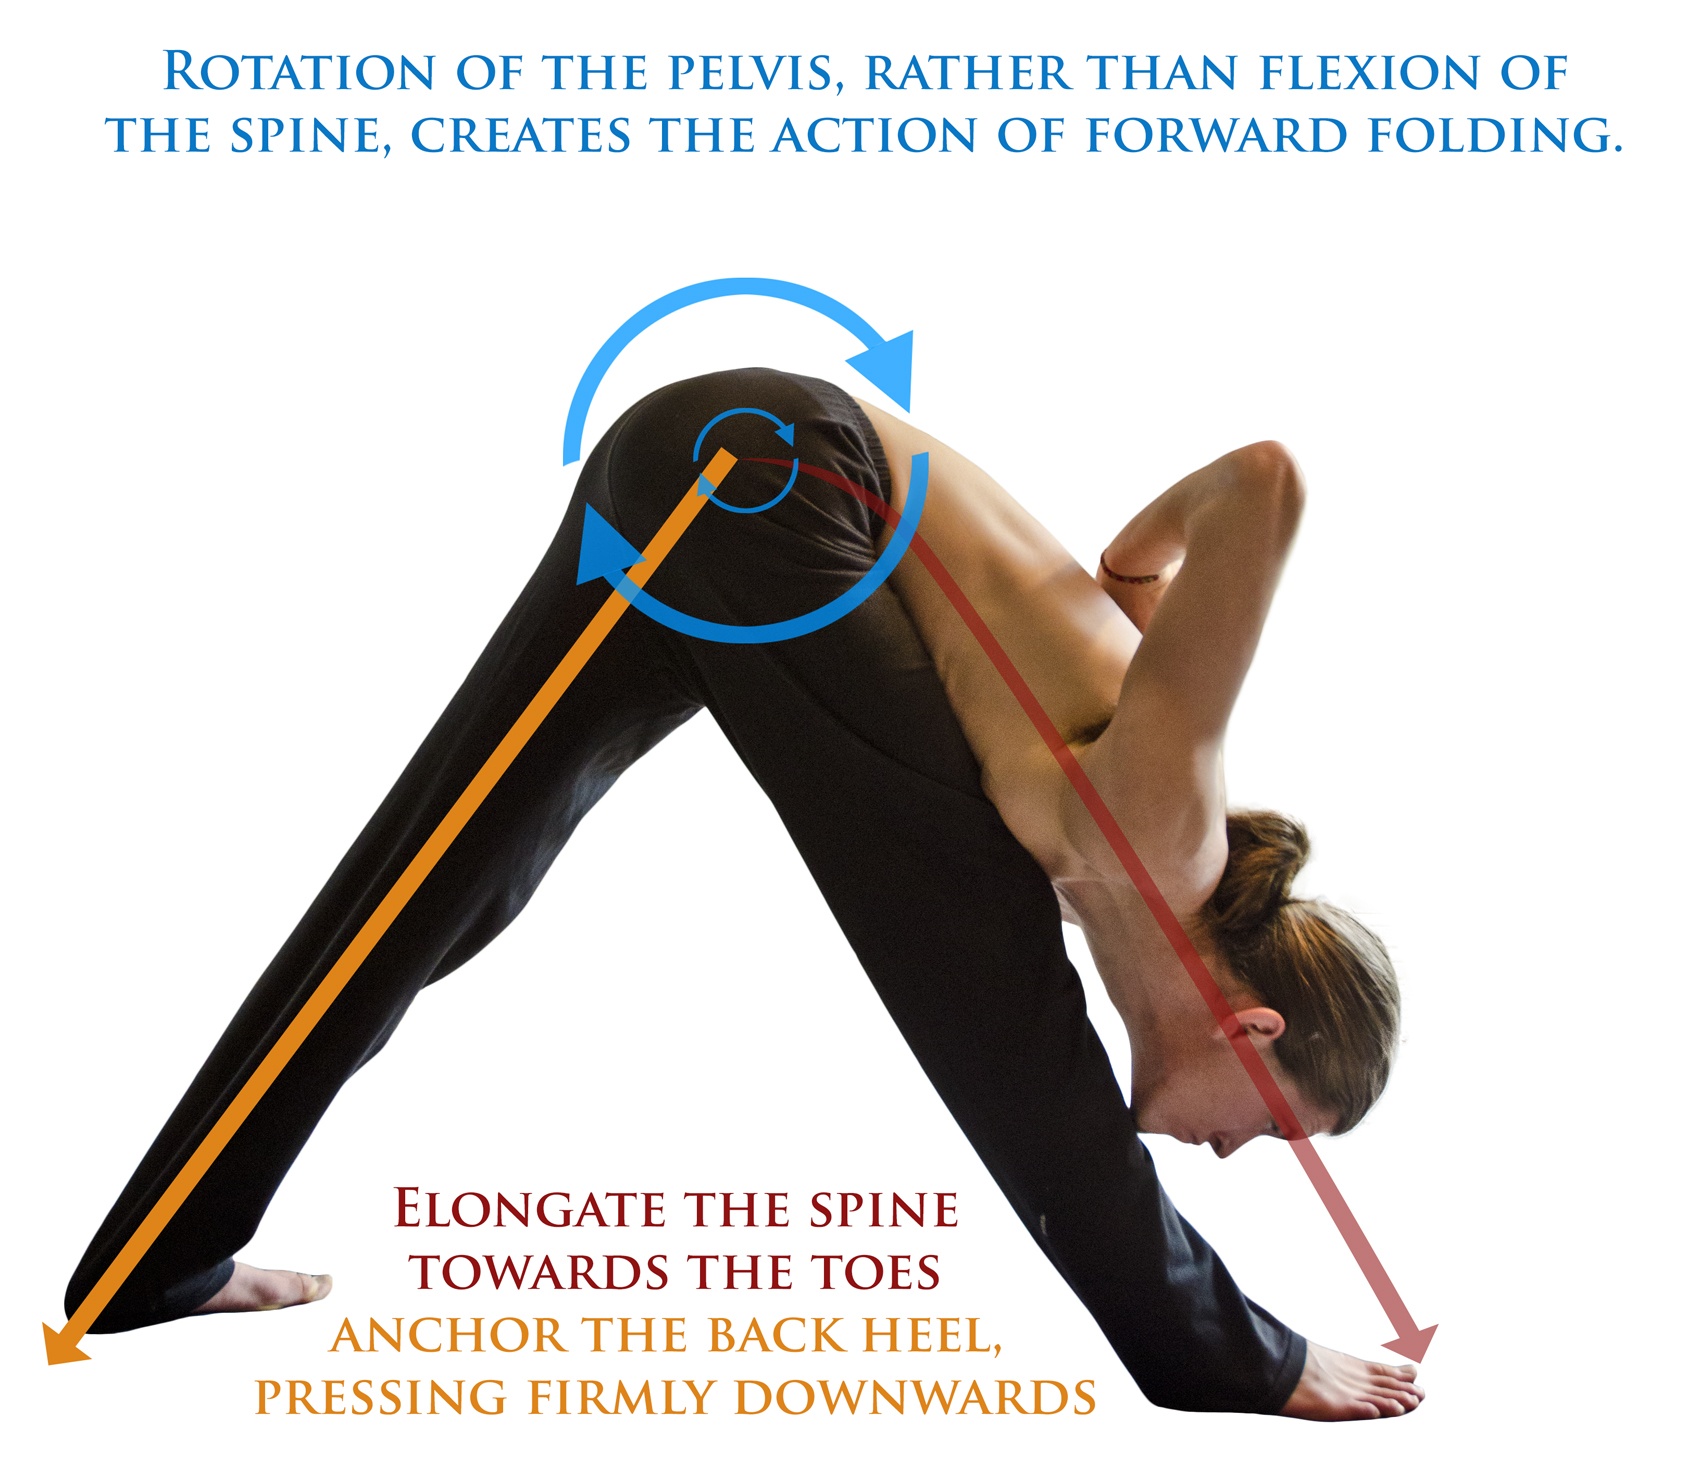 Rotation of the pelvis, rather than flexion of
the spine, creates the action of forward folding.
Elongate the spine
towards the toes
anchor the back heel,
pressing firmly downwards